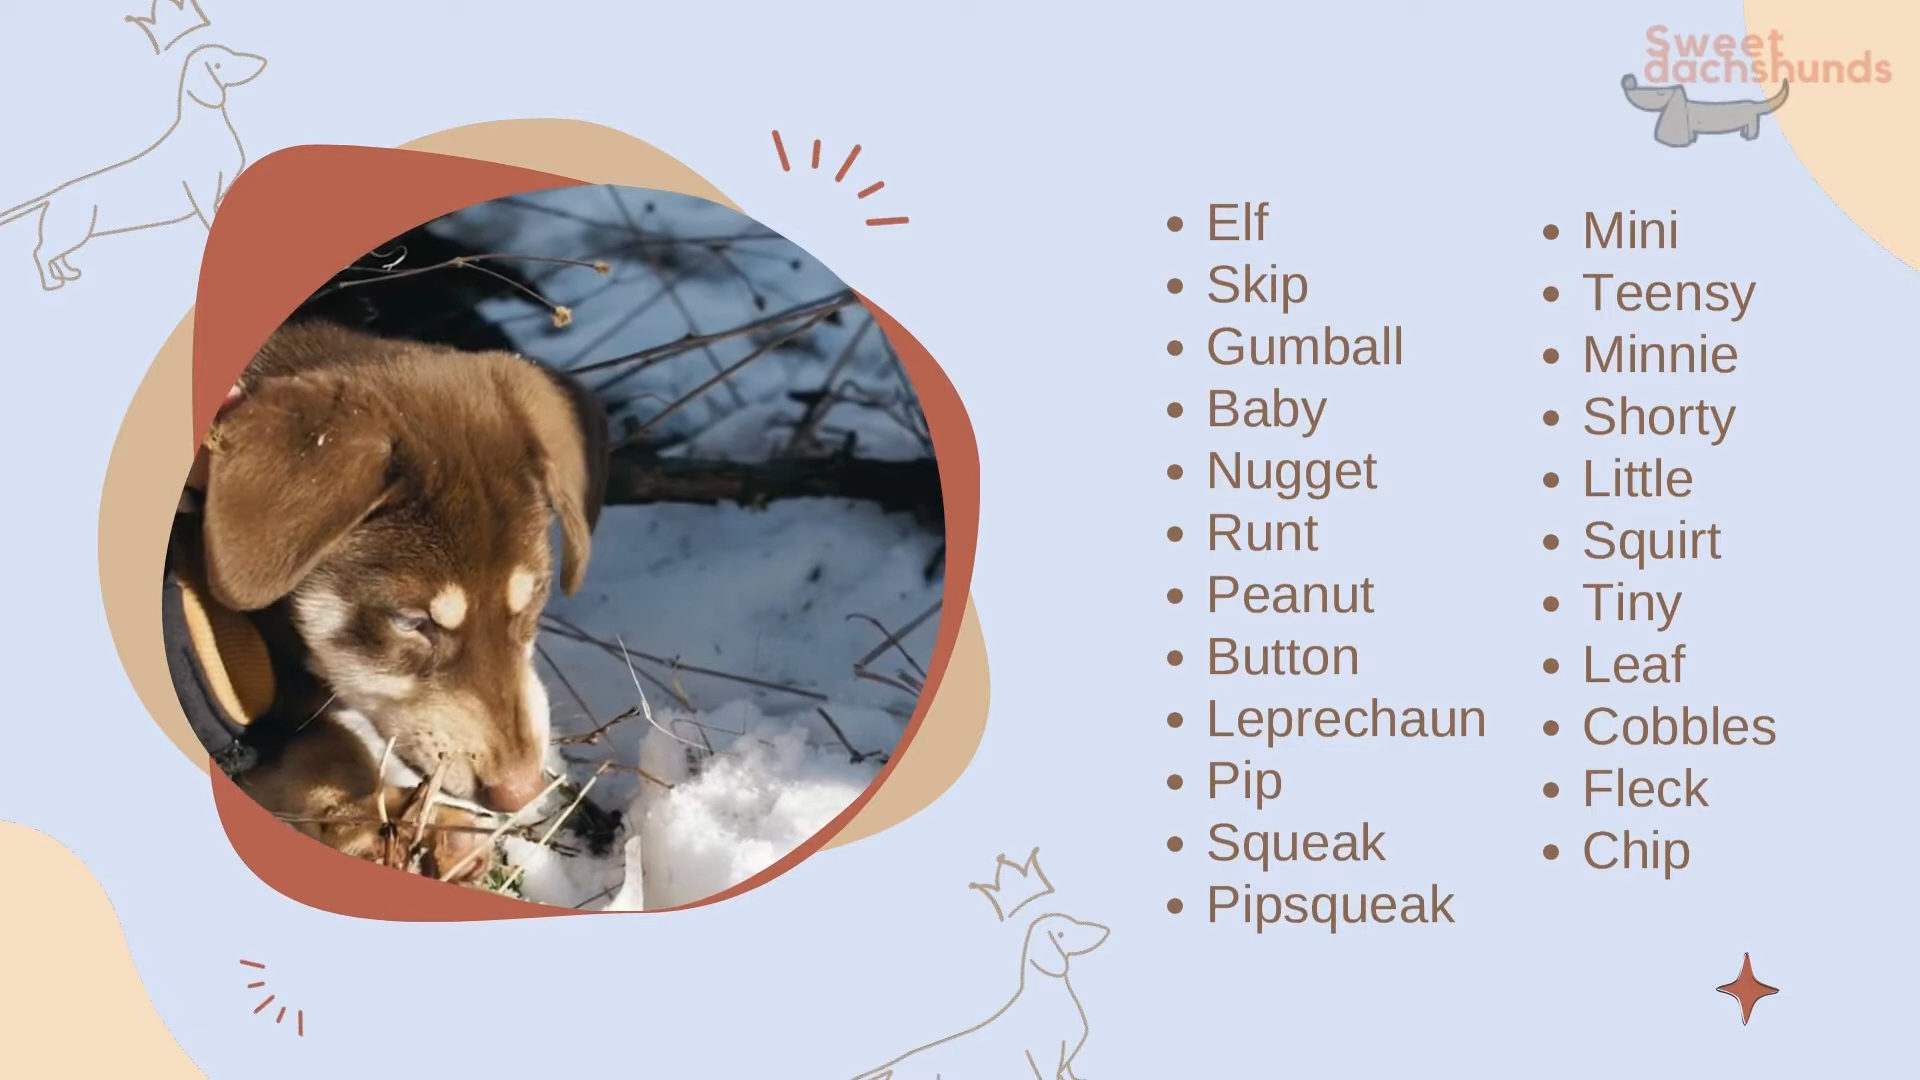 Sweet
dachshunds
Elf
Skip
Gumball
Baby
Nugget
Runt
Peanut
Button
Leprechaun
Pip
Squeak
Pipsqueak
Mini
Teensy
Minnie
Shorty
Little
Squirt
Tiny
Leaf
Cobbles
Fleck
Chip